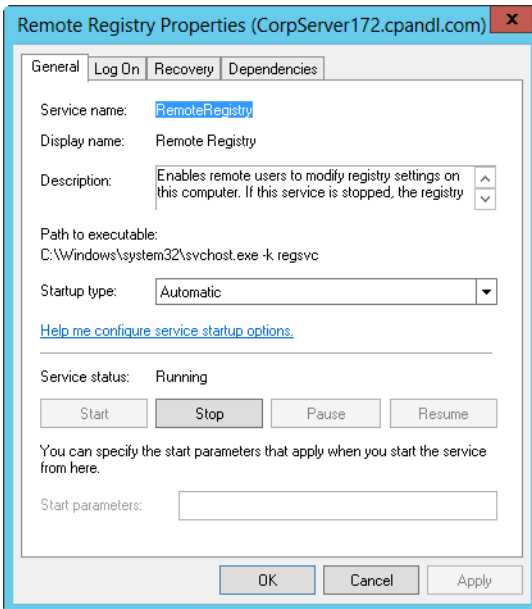 Remote Registry Properties (CorpServer172.cpandl.com)
x
General Log On Recovery Dependencies
Service name: RemoteRegistry
Display name: Remote Registry
Description: Enables remote users to modify registry settings on
this computer. If this service is stopped, the registry
Path to executable:
C:\Windows\system32\svchost.exe -k regsvc
Startup type: Automatic
Help me configure service startup options.
Service status: Running
Start Stop Pause Resume
You can specify the start parameters that apply when you start the service
from here.
Start parameters:
OK Cancel Apply